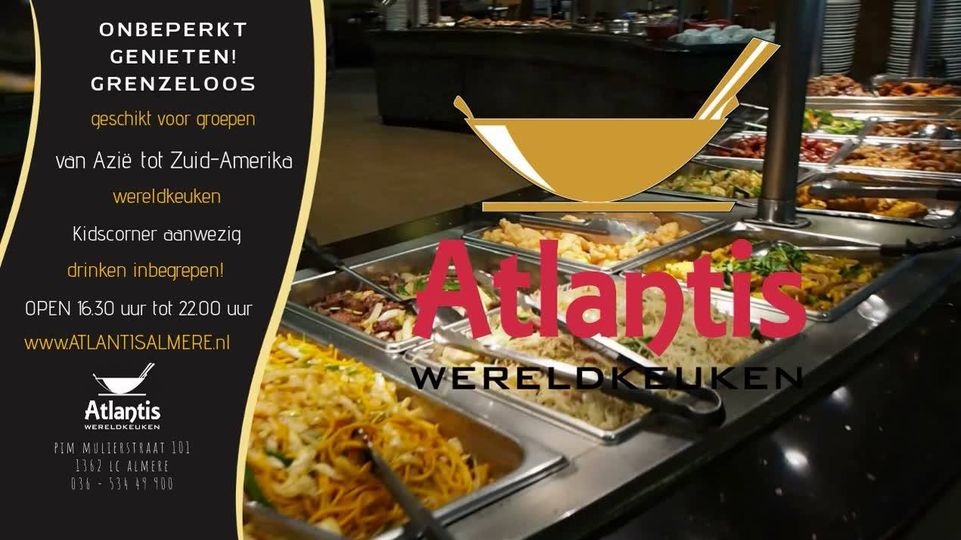 ONBEPERKT
GENIETEN!
GRENZELOOS
geschikt voor groepen
van Azië tot Zuid-Amerika
wereldkeuken
Kidscorner aanwezig
drinken inbegrepen!
OPEN 16.30 uur tot 22.00 uur
www.ATLANTISALMERE.nl
Atlantis
WERELDKEUKEN
PIM MULIERSTRAAT 101
1362 LC ALMERE
036 - 534 49 900
Atlantis
WERELDKEUKEN